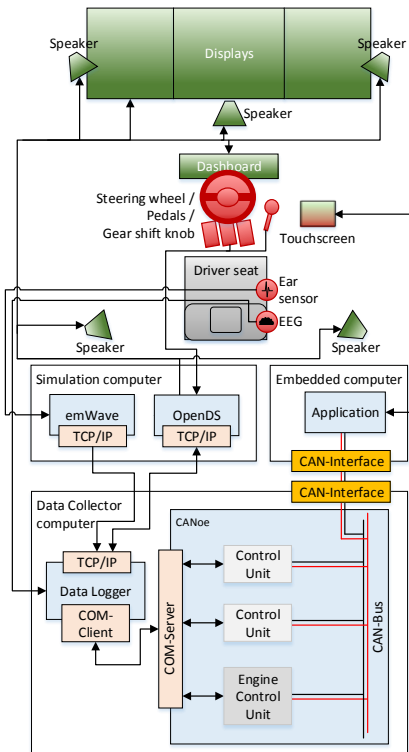 Speaker
Speaker
Displays
Speaker
Dashboard
Steering wheel /
Pedals /
Gear shift knob
Touchscreen
Driver seat
Ear
sensor
EEG
Speaker
Speaker
Simulation computer
Embedded computer
emWave
OpenDS
Application
TCP/IP
TCP/IP
CAN-Interface
CAN-Interface
Data Collector
computer
CANoe
TCP/IP
Control
Unit
Data Logger
COM-
Client
COM-Server
Control
Unit
CAN-Bus
Engine
Control
Unit